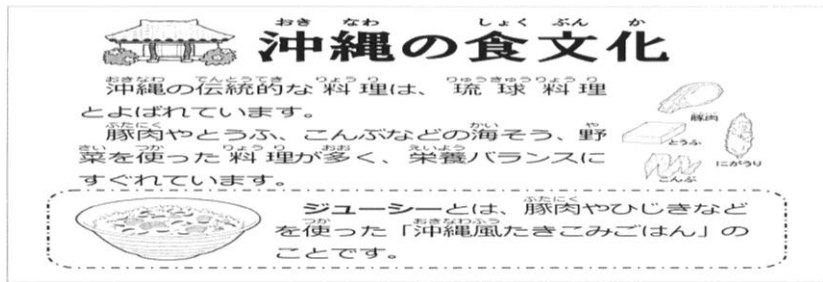 沖縄の食文化
沖縄の伝統的な料理は、琉球料理
とよばれています。
豚肉やとうふ、こんぶなどの海そう、野
菜を使った料理が多く、栄養バランスに
すぐれています。
豚肉
とうふ
にがうり
こんぶ
ジューシーとは、豚肉やひじきなど
を使った「沖縄風たきこみごはん」の
ことです。